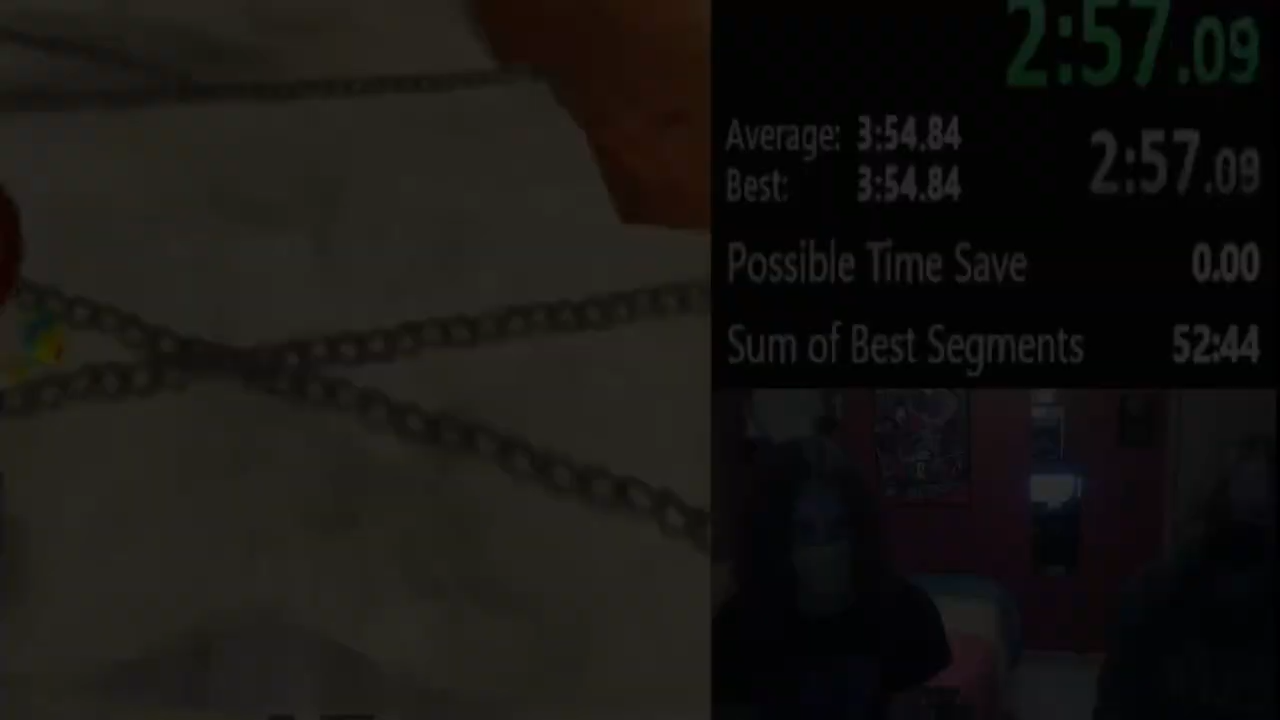 2:57.09
Average: 3:54.84
2:57.09
Best: 3:54.84
Possible Time Save 0.00
Sum of Best Segments 52:44